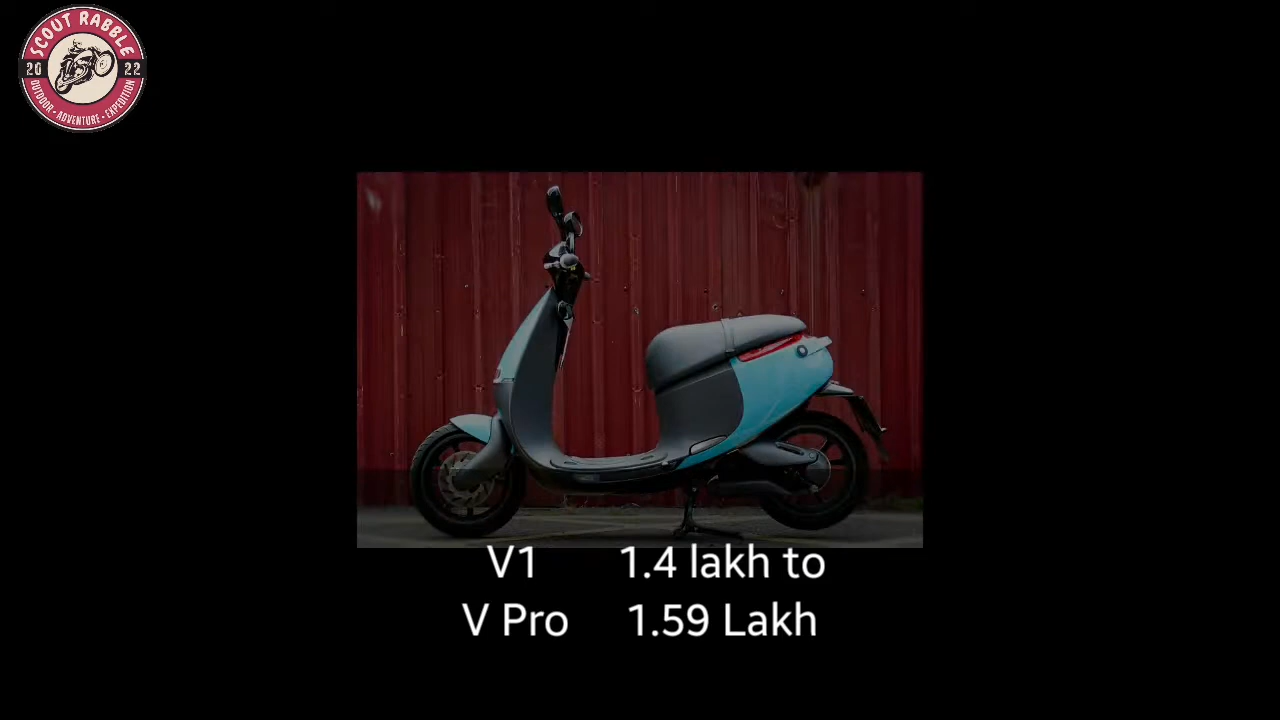 SCOUT RABBLE
20 22
OUTDOOR • ADVENTURE • EXPEDITION
V1 1.4 lakh to
V Pro 1.59 Lakh